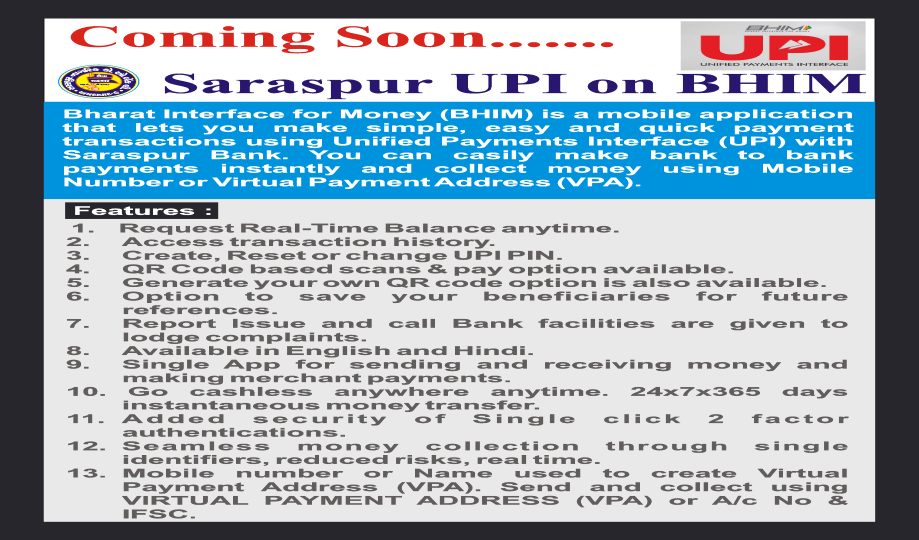 Coming Soon.......
BHIM
UPI
UNIFIED PAYMENTS INTERFACE
Saraspur UPI on BHIM
Bharat Interface for Money (BHIM) is a mobile application
that lets you make simple, easy and quick payment
transactions using Unified Payments Interface (UPI) with
Saraspur Bank. You can easily make bank to bank
payments instantly and collect money using Mobile
Number or Virtual Payment Address (VPA).
Features :
1. Request Real-Time Balance anytime.
2. Access transaction history.
3. Create, Reset or change UPI PIN.
4. QR Code based scans & pay option available.
5. Generate your own QR code option is also available.
6. Option to save your beneficiaries for future
references.
7. Report Issue and call Bank facilities are given to
lodge complaints.
8. Available in English and Hindi.
9. Single App for sending and receiving money and
making merchant payments.
10. Go cashless anywhere anytime. 24x7x365 days
instantaneous money transfer.
11. Added security of Single click 2 factor
authentications.
12. Seamless money collection through single
identifiers, reduced risks, real time.
13. Mobile number or Name used to create Virtual
Payment Address (VPA). Send and collect using
VIRTUAL PAYMENT ADDRESS (VPA) or A/c No &
IFSC.